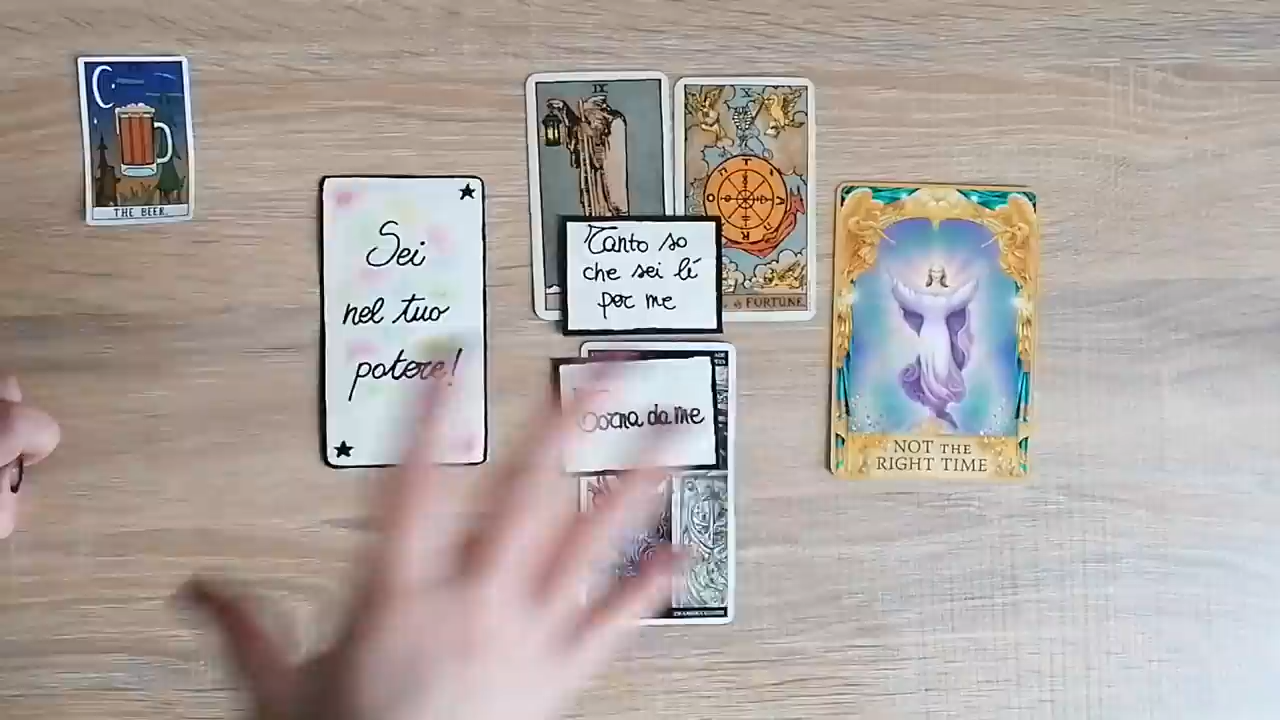 THE BEER.
Sei
nel tuo
potere!
IX
X
FORTUNE.
Tanto so
che sei lí
per me
Torna da me
NOT THE
RIGHT TIME